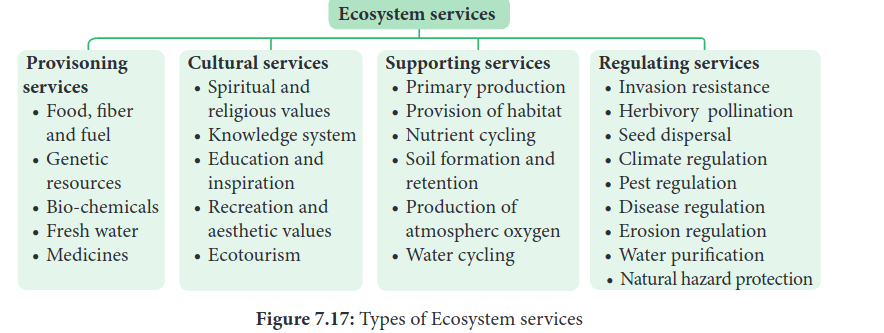 Ecosystem services
Provisoning
services
• Food, fiber
and fuel
• Genetic
resources
• Bio-chemicals
• Fresh water
• Medicines
Cultural services
• Spiritual and
religious values
• Knowledge system
• Education and
inspiration
• Recreation and
aesthetic values
• Ecotourism
Supporting services
• Primary production
• Provision of habitat
• Nutrient cycling
• Soil formation and
retention
• Production of
atmospherc oxygen
• Water cycling
Regulating services
• Invasion resistance
• Herbivory pollination
• Seed dispersal
• Climate regulation
• Pest regulation
• Disease regulation
• Erosion regulation
• Water purification
• Natural hazard protection
Figure 7.17: Types of Ecosystem services